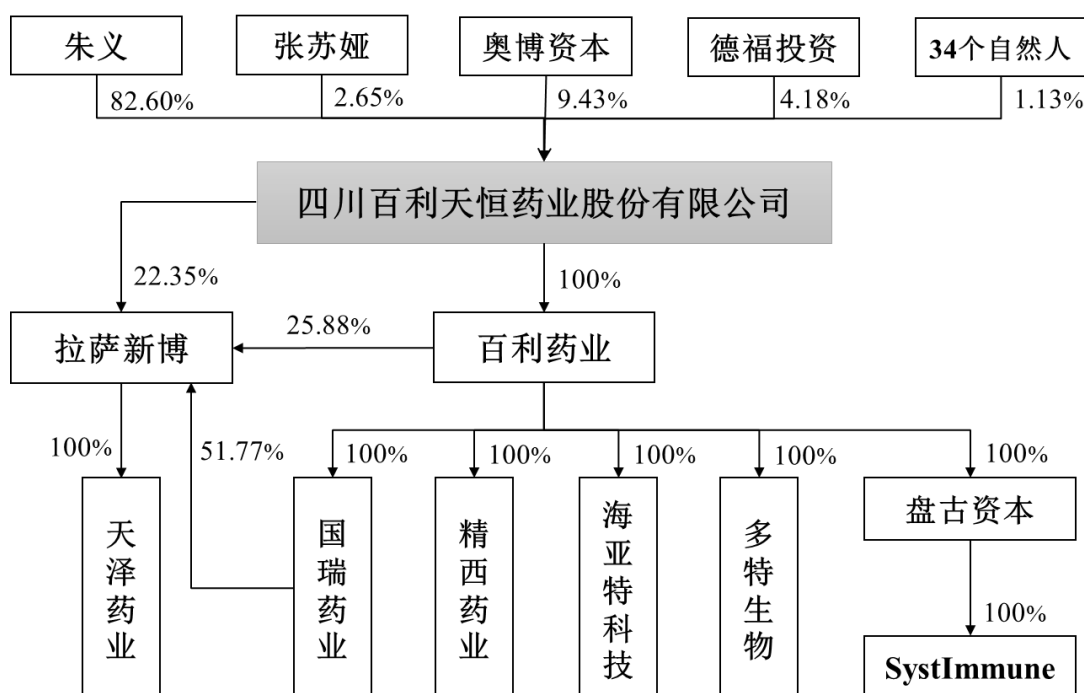 朱义
张苏娅
奥博资本
德福投资
34个自然人
82.60%
2.65%
9.43%
4.18%
1.13%
四川百利天恒药业股份有限公司
22.35%
100%
拉萨新博
25.88%
百利药业
100%
51.77%
100%
100%
100%
100%
100%
天泽药业
国瑞药业
精西药业
海亚特科技
多特生物
盘古资本
100%
SystImmune